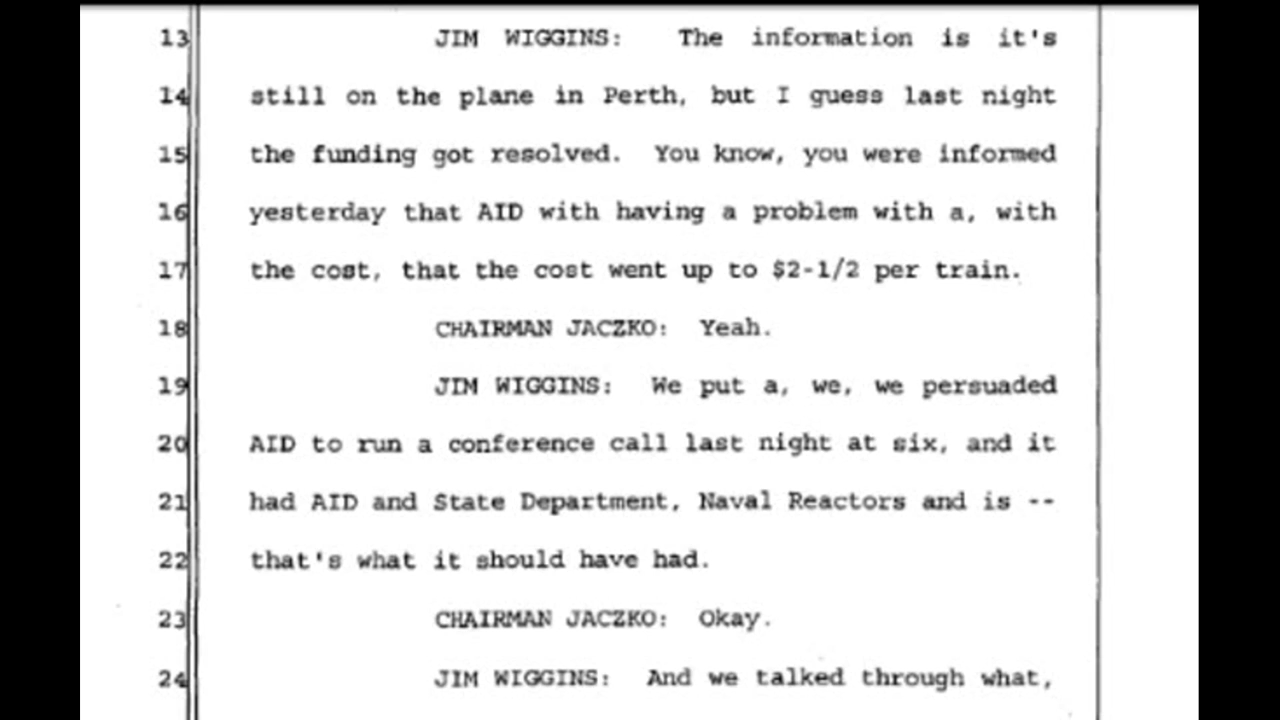 13 JIM WIGGINS: The information is it's
14 still on the plane in Perth, but I guess last night
15 the funding got resolved. You know, you were informed
16 yesterday that AID with having a problem with a, with
17 the cost, that the cost went up to $2-1/2 per train.
18 CHAIRMAN JACZKO: Yeah.
19 JIM WIGGINS: We put a, we, we persuaded
20 AID to run a conference call last night at six, and it
21 had AID and State Department, Naval Reactors and is --
22 that's what it should have had.
23 CHAIRMAN JACZKO: Okay.
24 JIM WIGGINS: And we talked through what,